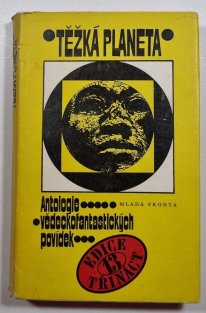 •TĚŽKÁ PLANETA•
Antologie•••••
•vědeckofantastických
povídek•••
MLADÁ FRONTA
EDICE
13
TŘINÁCT